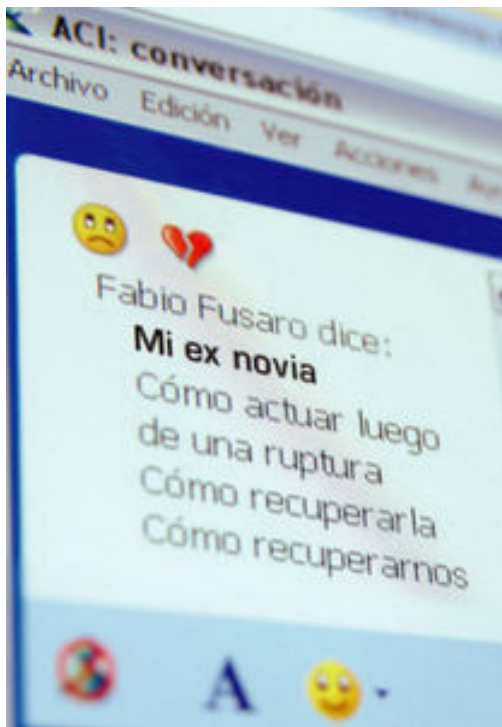 ACI: conversación
Archivo Edición Ver Acciones
Fabio Fusaro dice:
Mi ex novia
Cómo actuar luego
de una ruptura
Cómo recuperarla
Cómo recuperarnos
A